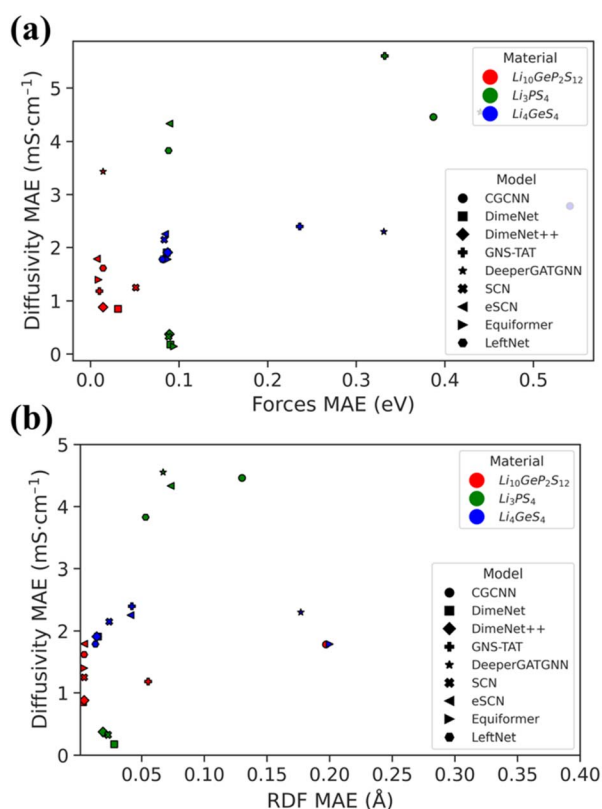 (a)
Diffusivity MAE (mS·cm⁻¹)
5
4
3
2
1
0
Material
Li₁₀GeP₂S₁₂
Li₃PS₄
Li₄GeS₄
Model
CGCNN
DimeNet
DimeNet++
GNS-TAT
DeeperGATGNN
SCN
eSCN
Equiformer
LeftNet
0.0 0.1 0.2 0.3 0.4 0.5
Forces MAE (eV)
(b)
Diffusivity MAE (mS·cm⁻¹)
5
4
3
2
1
0
Material
Li₁₀GeP₂S₁₂
Li₃PS₄
Li₄GeS₄
Model
CGCNN
DimeNet
DimeNet++
GNS-TAT
DeeperGATGNN
SCN
eSCN
Equiformer
LeftNet
0.05 0.10 0.15 0.20 0.25 0.30 0.35 0.40
RDF MAE (Å)